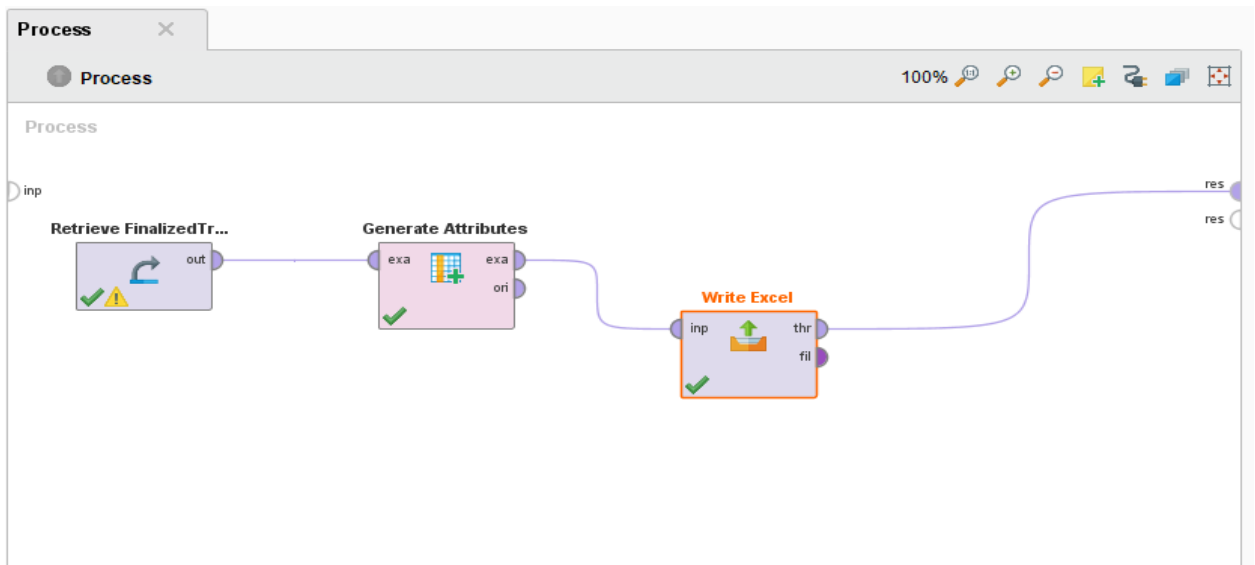 Process
Process
100%
Process
inp
res
res
Retrieve FinalizedTr...
out
Generate Attributes
exa
exa
ori
Write Excel
inp
thr
fil